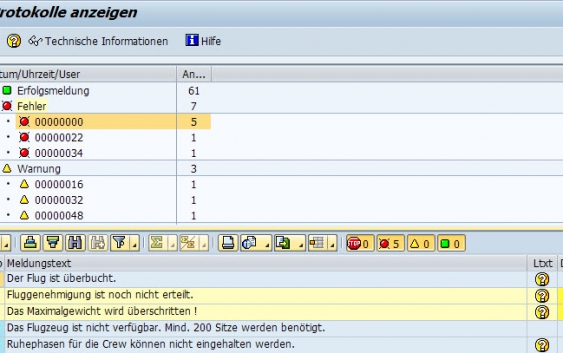 rotokolle anzeigen
Technische Informationen Hilfe
tum/Uhrzeit/User An...
Erfolgsmeldung 61
Fehler 7
00000000 5
00000022 1
00000034 1
Warnung 3
00000016 1
00000032 1
00000048 1
STOP 0 5 0 0
Meldungstext Ltxt D
Der Flug ist überbucht.
Fluggenehmigung ist noch nicht erteilt.
Das Maximalgewicht wird überschritten !
Das Flugzeug ist nicht verfügbar. Mind. 200 Sitze werden benötigt.
Ruhephasen für die Crew können nicht eingehalten werden.